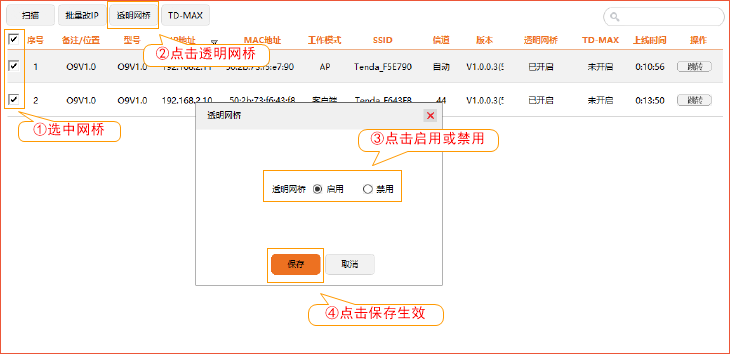 扫描 批量改IP 透明网桥 TD-MAX
序号 备注/位置 型号 IP地址 MAC地址 工作模式 SSID 信道 版本 透明网桥 TD-MAX 上线时间 操作
②点击透明网桥
1 O9V1.0 O9V1.0 192.168.2.11 50:2b:73:f5:e7:90 AP Tenda_F5E790 自动 V1.0.0.3(5 已开启 未开启 0:10:56 跳转
2 O9V1.0 O9V1.0 192.168.2.10 50:2b:73:f6:43:f8 客户端 Tenda_F643F8 44 V1.0.0.3(5 已开启 未开启 0:13:50 跳转
①选中网桥
透明网桥
③点击启用或禁用
透明网桥 启用 禁用
保存 取消
④点击保存生效